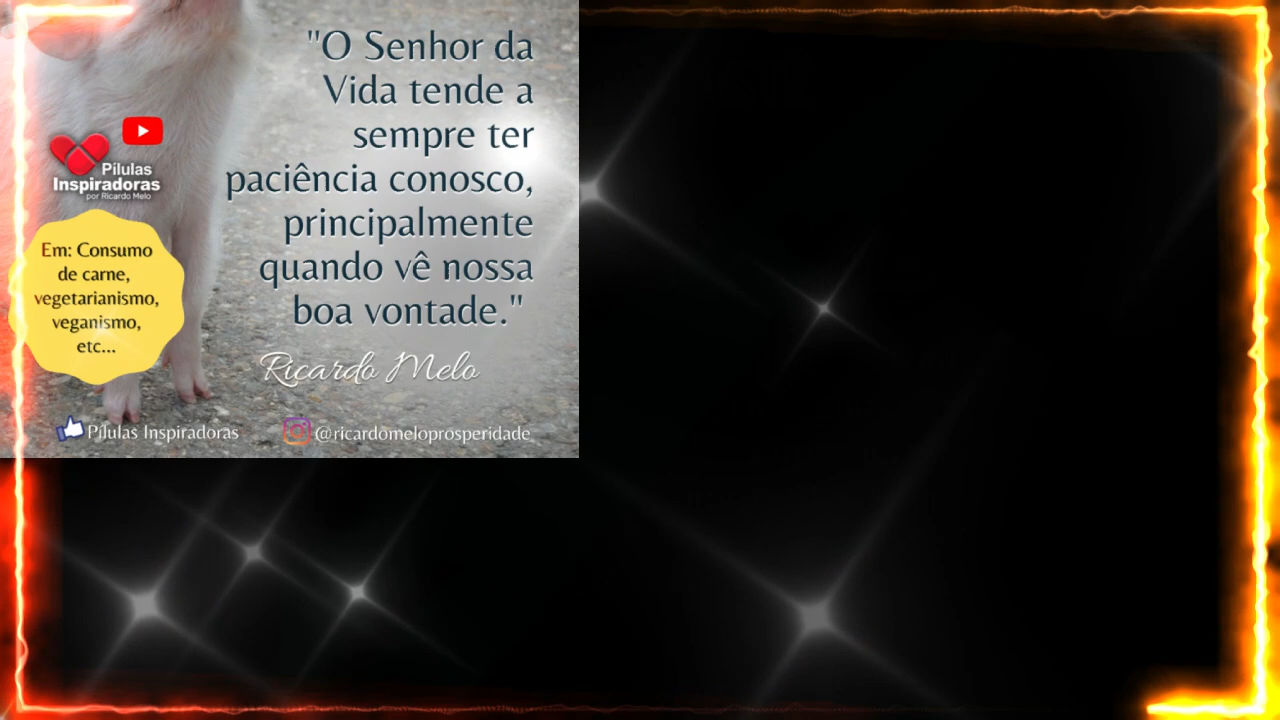 "O Senhor da
Vida tende a
sempre ter
paciência conosco,
principalmente
quando vê nossa
boa vontade."
Ricardo Melo
Pílulas
Inspiradoras
por Ricardo Melo
Em: Consumo
de carne,
vegetarianismo,
veganismo,
etc...
Pílulas Inspiradoras
@ricardomeloprosperidade